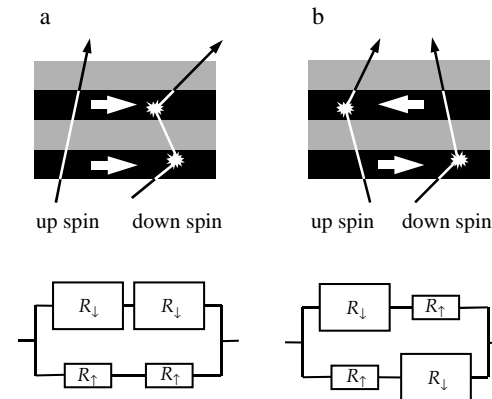 a b
up spin down spin up spin down spin
R↓ R↓ R↓ R↑
R↑ R↑ R↑ R↓